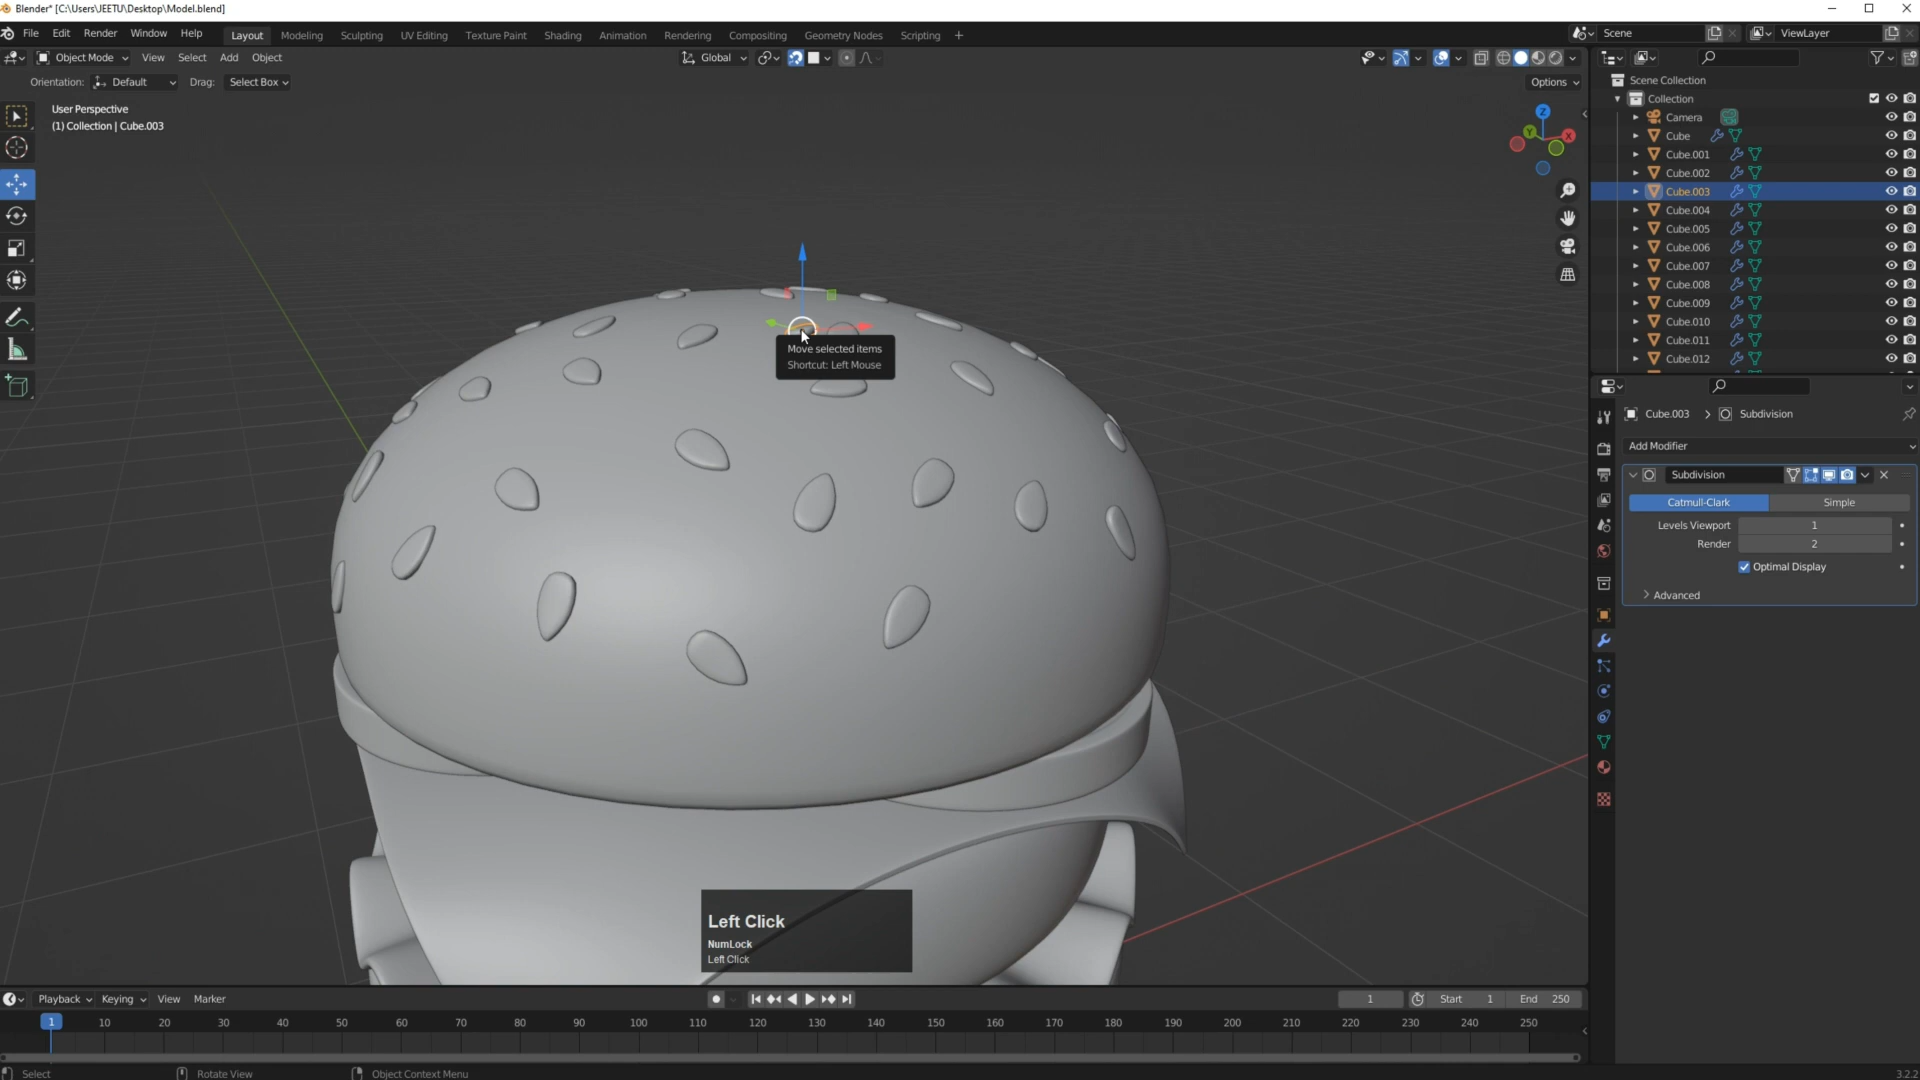 Blender* [C:\Users\JEETU\Desktop\Model.blend]
File Edit Render Window Help Layout Modeling Sculpting UV Editing Texture Paint Shading Animation Rendering Compositing Geometry Nodes Scripting + Scene ViewLayer
Object Mode View Select Add Object Global
Orientation: Default Drag: Select Box Options
User Perspective
(1) Collection | Cube.003
Z
Y
X
Move selected items
Shortcut: Left Mouse
Left Click
NumLock
Left Click
Scene Collection
Collection
Camera
Cube
Cube.001
Cube.002
Cube.003
Cube.004
Cube.005
Cube.006
Cube.007
Cube.008
Cube.009
Cube.010
Cube.011
Cube.012
Cube.003 > Subdivision
Add Modifier
Subdivision
Catmull-Clark Simple
Levels Viewport 1
Render 2
Optimal Display
Advanced
Playback Keying View Marker 1 Start 1 End 250
1 10 20 30 40 50 60 70 80 90 100 110 120 130 140 150 160 170 180 190 200 210 220 230 240 250
Select Rotate View Object Context Menu 3.2.2